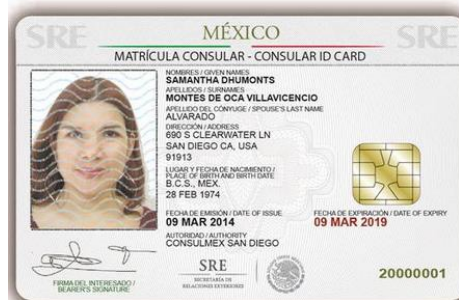 SRE
MÉXICO
SRE
MATRÍCULA CONSULAR - CONSULAR ID CARD
NOMBRES / GIVEN NAMES
SAMANTHA DHUMONTS
APELLIDOS / SURNAMES
MONTES DE OCA VILLAVICENCIO
APELLIDO DEL CÓNYUGE / SPOUSE'S LAST NAME
ALVARADO
DIRECCIÓN / ADDRESS
690 S CLEARWATER LN
SAN DIEGO CA, USA
91913
LUGAR Y FECHA DE NACIMIENTO /
PLACE OF BIRTH AND BIRTH DATE
B.C.S., MEX.
28 FEB 1974
FECHA DE EMISIÓN / DATE OF ISSUE
09 MAR 2014
FECHA DE EXPIRACIÓN / DATE OF EXPIRY
09 MAR 2019
AUTORIDAD / AUTHORITY
CONSULMEX SAN DIEGO
FIRMA DEL INTERESADO /
BEARER'S SIGNATURE
SRE
SECRETARÍA DE
RELACIONES EXTERIORES
20000001